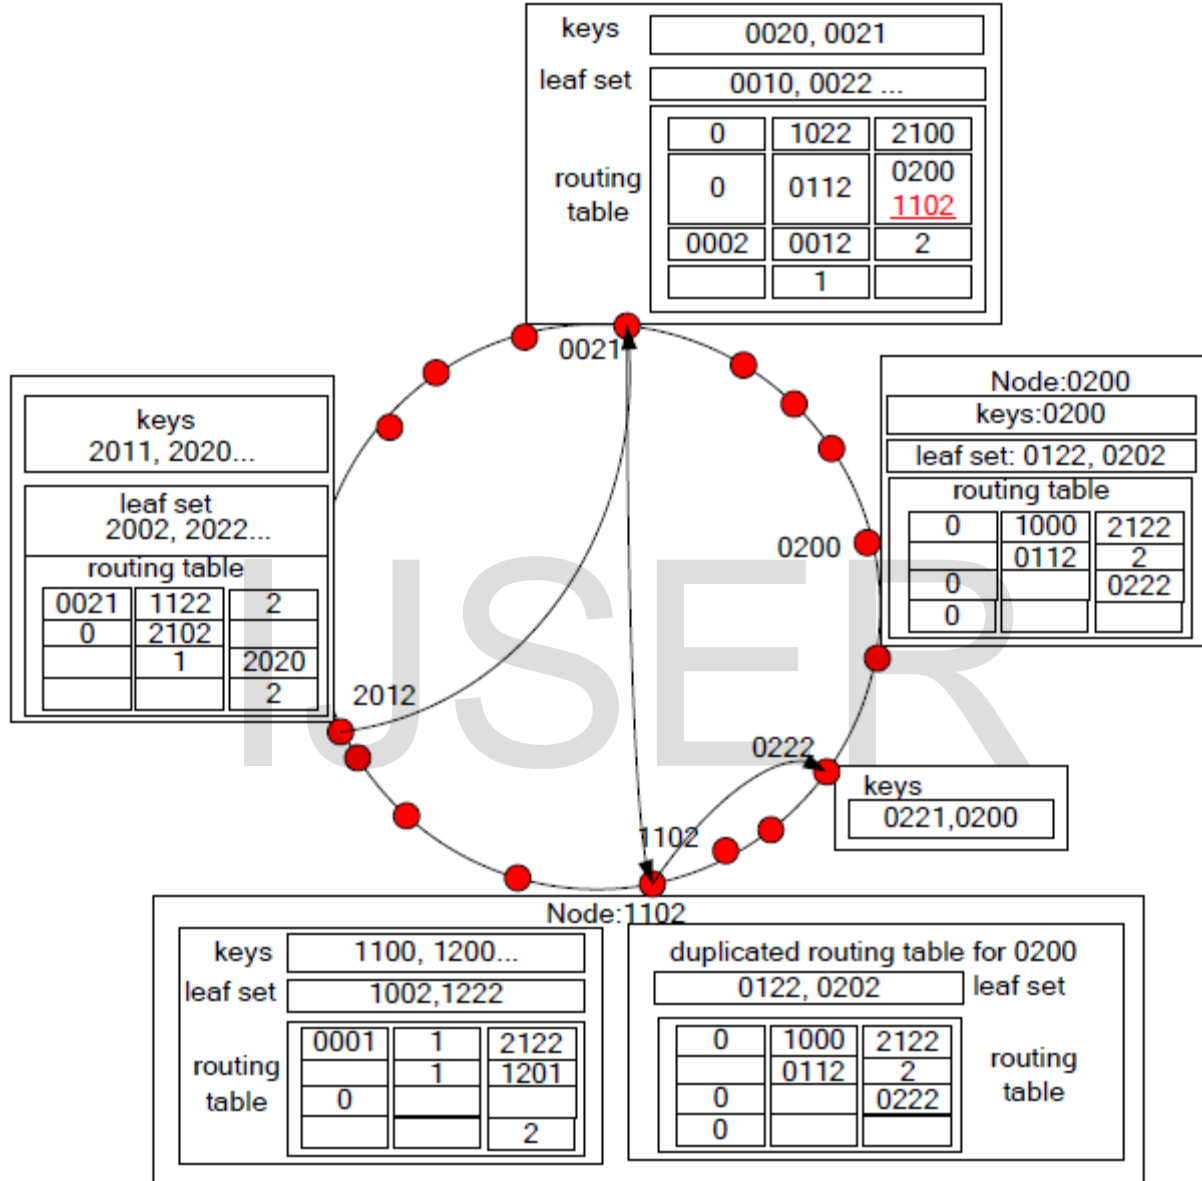 keys 0020, 0021
leaf set 0010, 0022 ...
routing table
0 1022 2100
0 0112 0200
1102
0002 0012 2
1
0021
keys
2011, 2020...
leaf set
2002, 2022...
routing table
0021 1122 2
0 2102
1 2020
2
2012
Node:0200
keys:0200
leaf set: 0122, 0202
routing table
0 1000 2122
0112 2
0 0222
0
0200
IJSER
0222
keys
0221,0200
1102
Node:1102
keys 1100, 1200...
leaf set 1002,1222
routing table
0001 1 2122
1 1201
0
2
duplicated routing table for 0200
0122, 0202 leaf set
0 1000 2122
0112 2
0 0222
0
routing
table